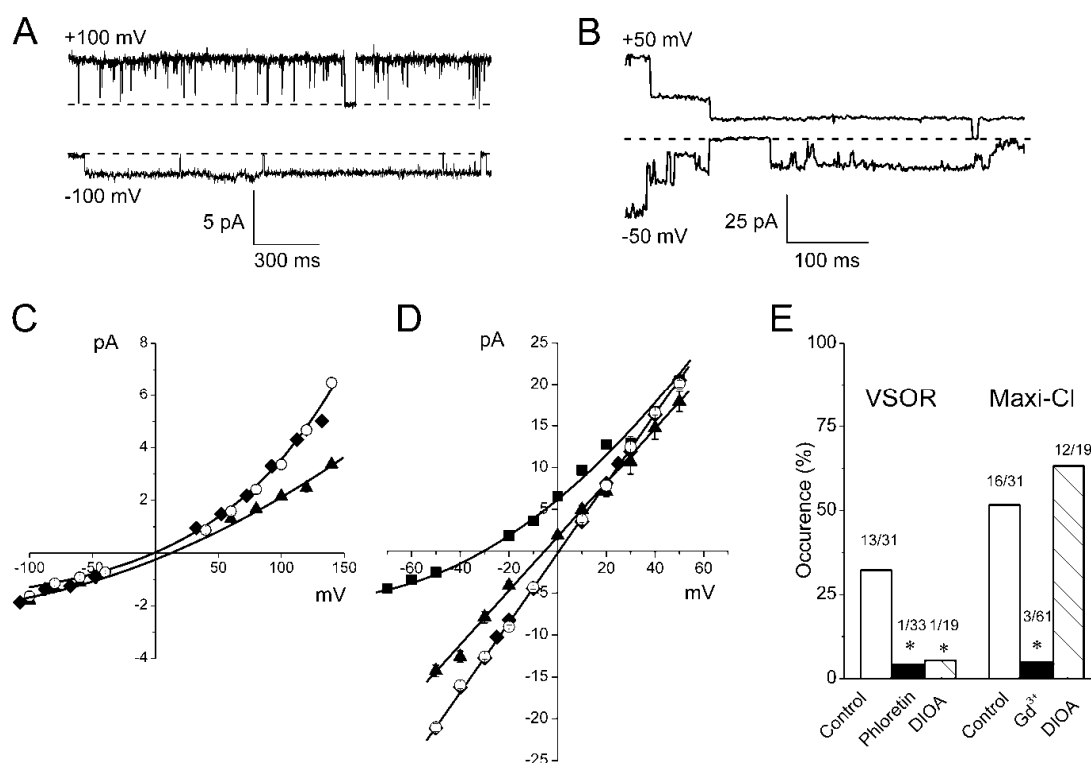 A
+100 mV
-100 mV
5 pA
300 ms
B
+50 mV
-50 mV
25 pA
100 ms
C
pA
8
6
4
2
-2
-4
-100 -50 50 100 150
mV
D
pA
25
20
15
10
5
-5
-10
-15
-20
-25
-60 -40 -20 20 40 60
mV
E
Occurence (%)
100
75
50
25
0
VSOR Maxi-Cl
13/31
1/33
1/19
16/31
3/61
12/19
* * *
Control
Phloretin
DIOA
Control
Gd³⁺
DIOA